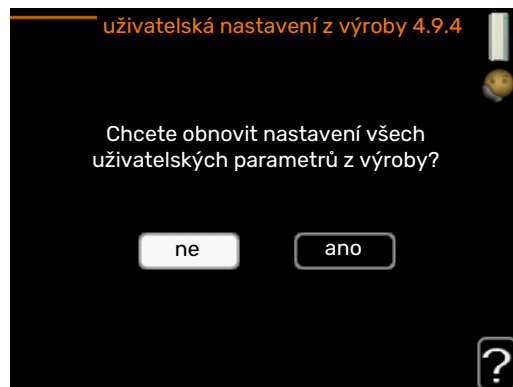 uživatelská nastavení z výroby 4.9.4
Chcete obnovit nastavení všech
uživatelských parametrů z výroby?
ne
ano
?